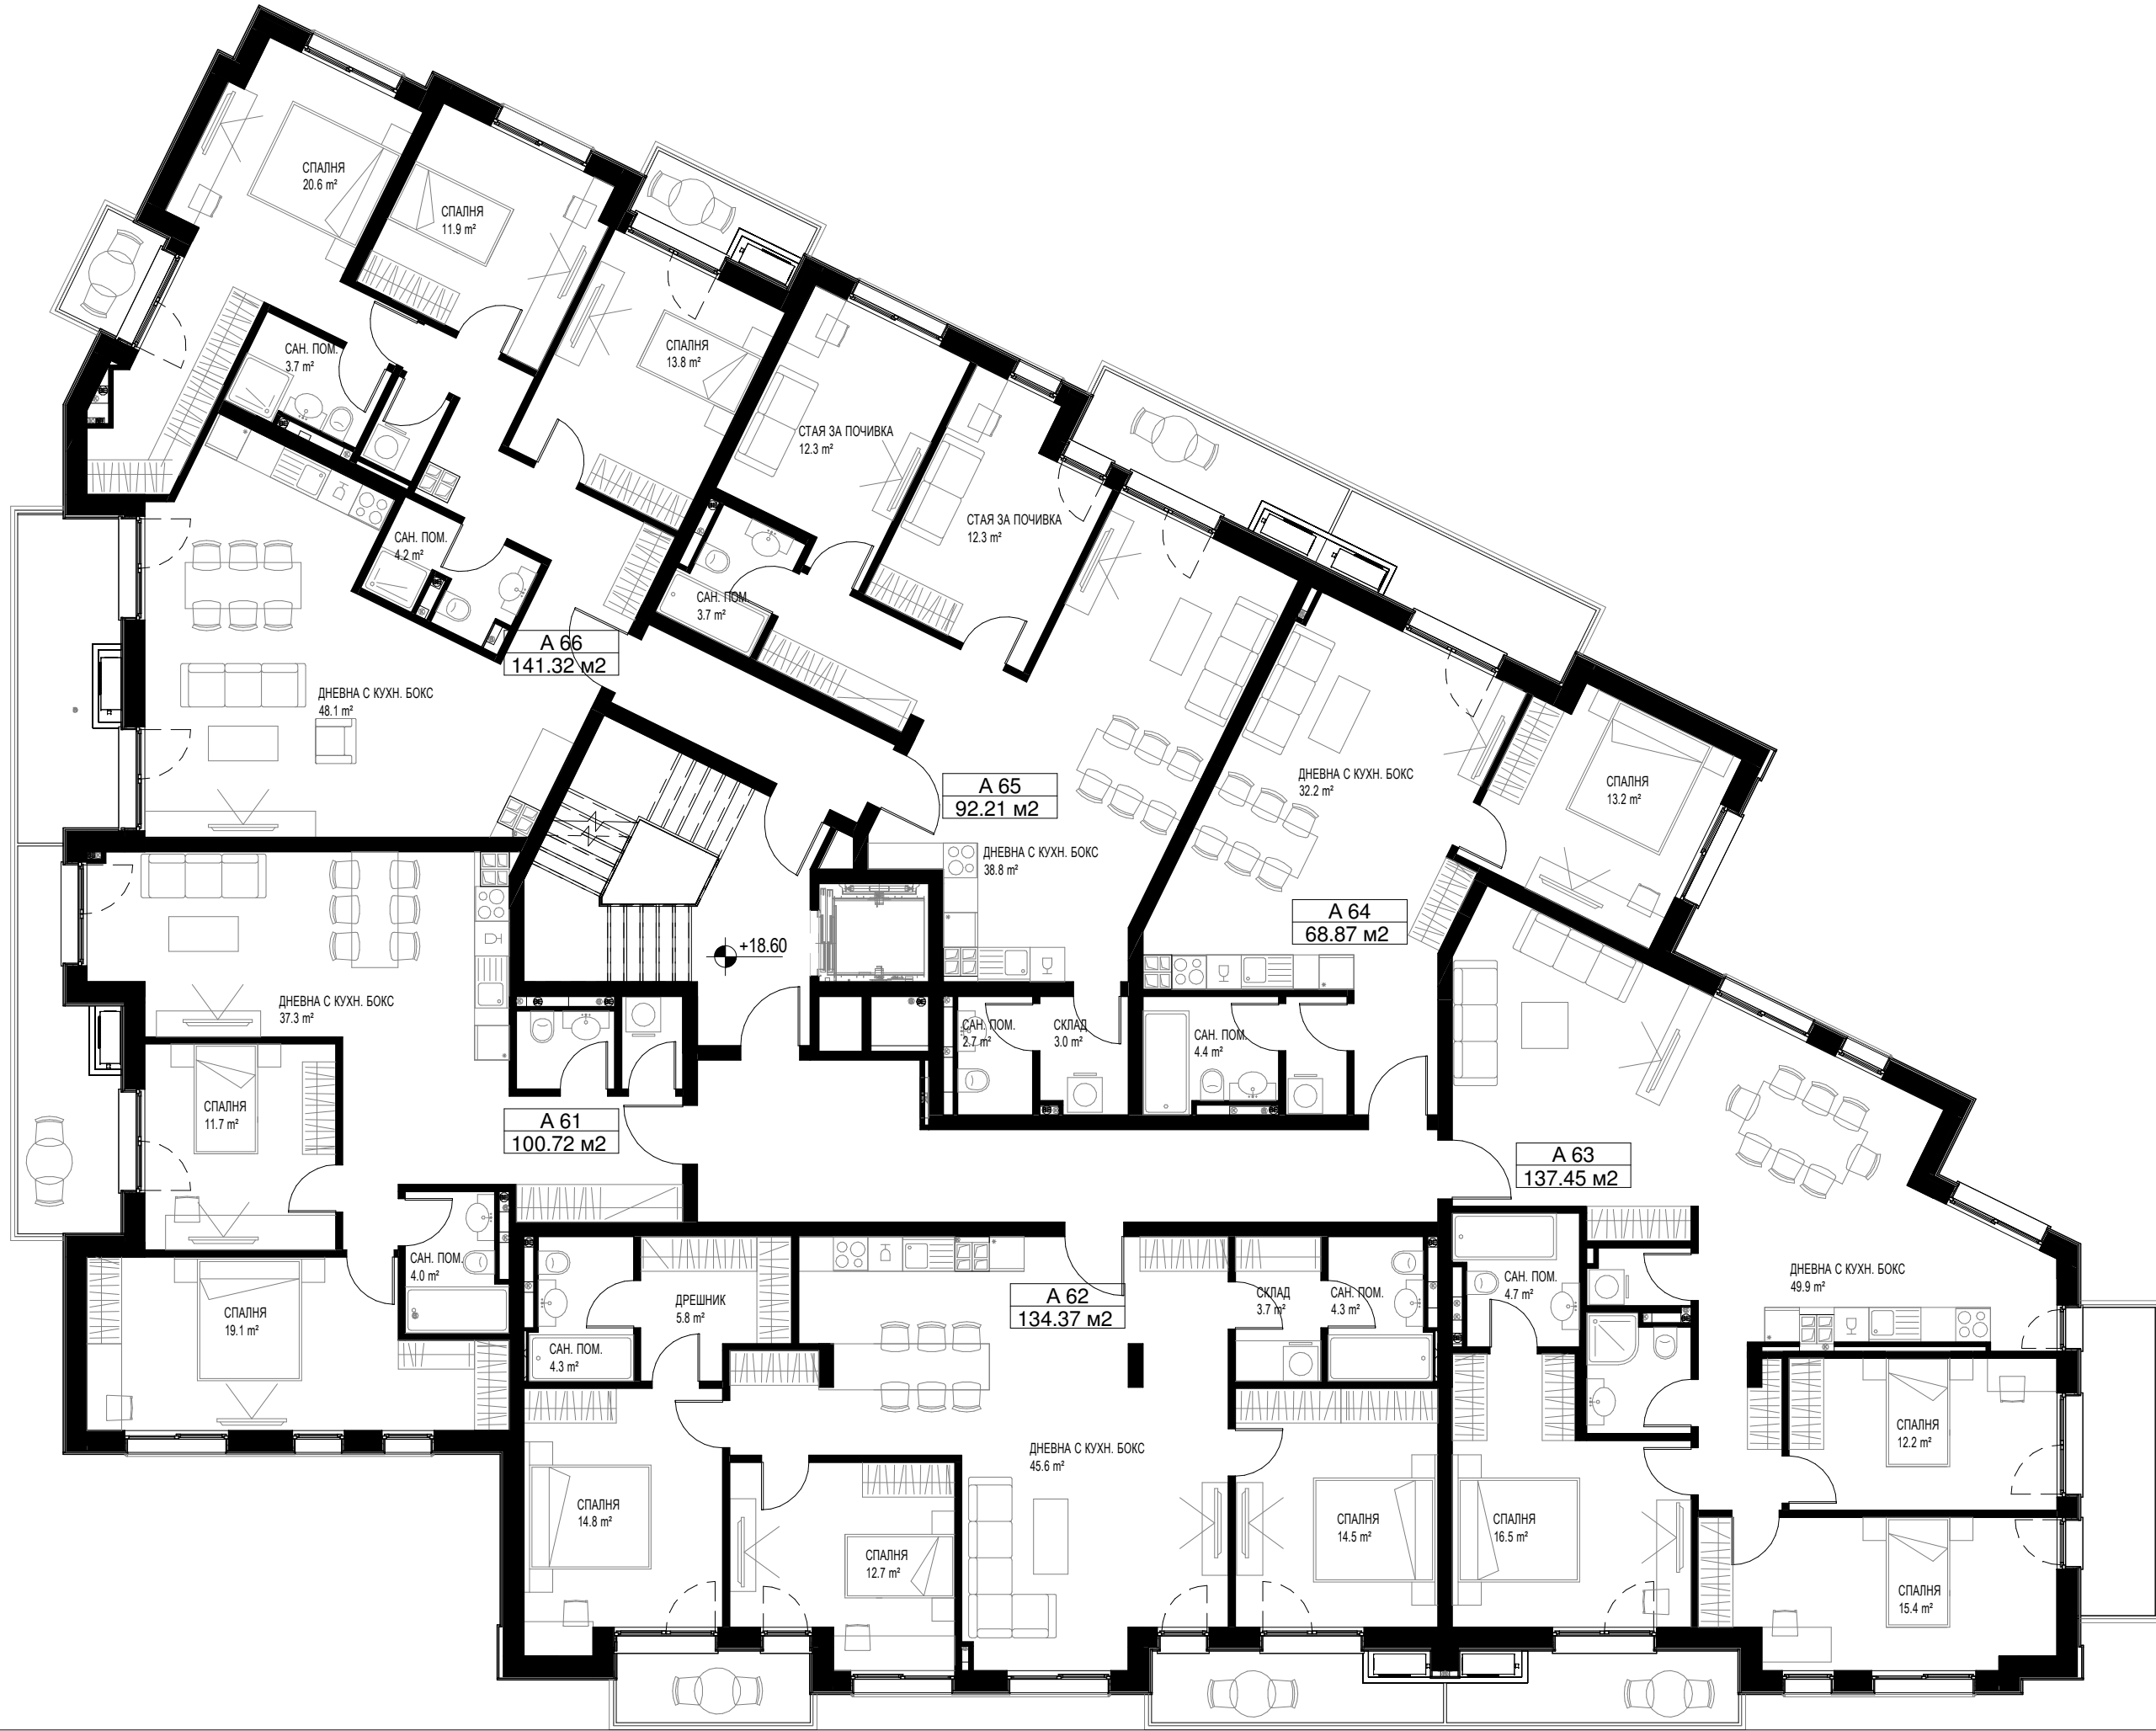 СПАЛНЯ
20.6 m²
СПАЛНЯ
11.9 m²
САН. ПОМ.
3.7 m²
СПАЛНЯ
13.8 m²
СТАЯ ЗА ПОЧИВКА
12.3 m²
СТАЯ ЗА ПОЧИВКА
12.3 m²
САН. ПОМ.
4.2 m²
САН. ПОМ.
3.7 m²
А 66
141.32 м2
ДНЕВНА С КУХН. БОКС
48.1 m²
А 65
92.21 м2
ДНЕВНА С КУХН. БОКС
38.8 m²
ДНЕВНА С КУХН. БОКС
32.2 m²
СПАЛНЯ
13.2 m²
А 64
68.87 м2
+18.60
ДНЕВНА С КУХН. БОКС
37.3 m²
САН. ПОМ.
2.7 m²
СКЛАД
3.0 m²
САН. ПОМ.
4.4 m²
СПАЛНЯ
11.7 m²
А 61
100.72 м2
А 63
137.45 м2
САН. ПОМ.
4.0 m²
СПАЛНЯ
19.1 m²
ДРЕШНИК
5.8 m²
САН. ПОМ.
4.3 m²
А 62
134.37 м2
СКЛАД
3.7 m²
САН. ПОМ.
4.3 m²
САН. ПОМ.
4.7 m²
ДНЕВНА С КУХН. БОКС
49.9 m²
ДНЕВНА С КУХН. БОКС
45.6 m²
СПАЛНЯ
12.2 m²
СПАЛНЯ
14.8 m²
СПАЛНЯ
12.7 m²
СПАЛНЯ
14.5 m²
СПАЛНЯ
16.5 m²
СПАЛНЯ
15.4 m²